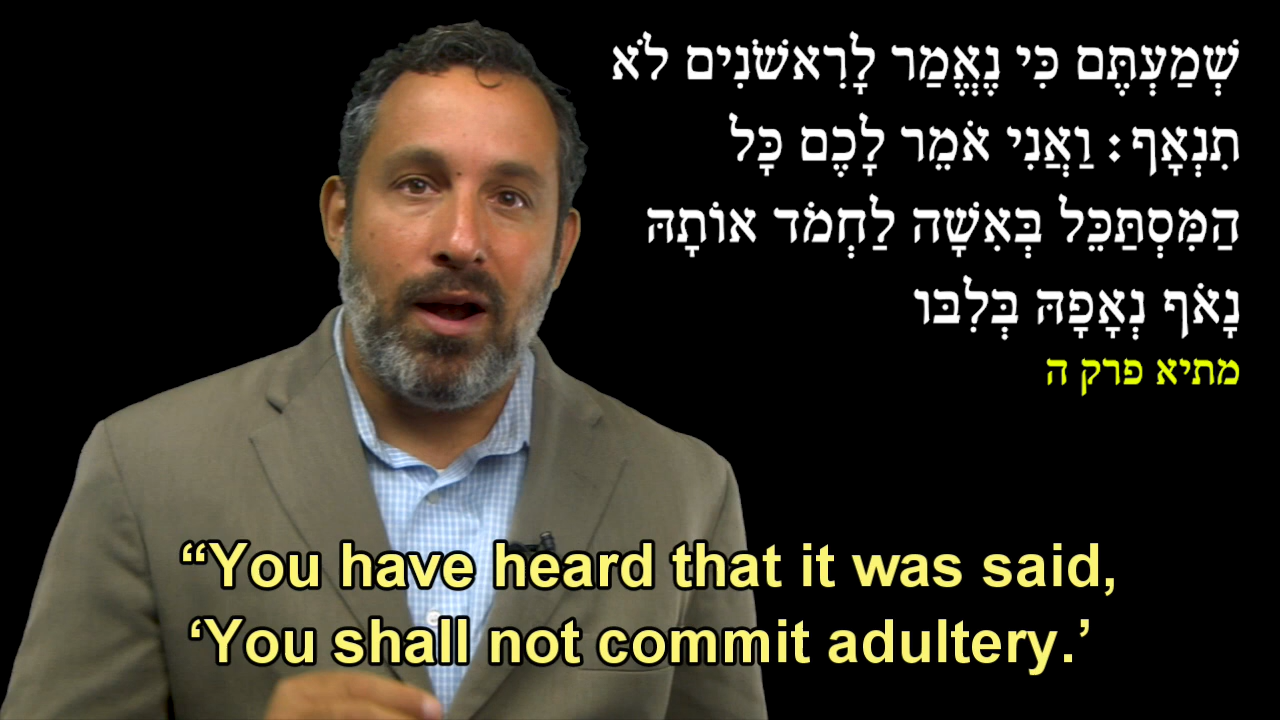 שְׁמַעְתֶּם כִּי נֶאֱמַר לָרִאשֹׁנִים לֹא
תִנְאָף׃ וַאֲנִי אֹמֵר לָכֶם כָּל
הַמִּסְתַּכֵּל בְּאִשָּׁה לַחְמֹד אוֹתָהּ
נָאֹף נְאָפָהּ בְּלִבּוֹ
מתיא פרק ה
“You have heard that it was said,
‘You shall not commit adultery.’